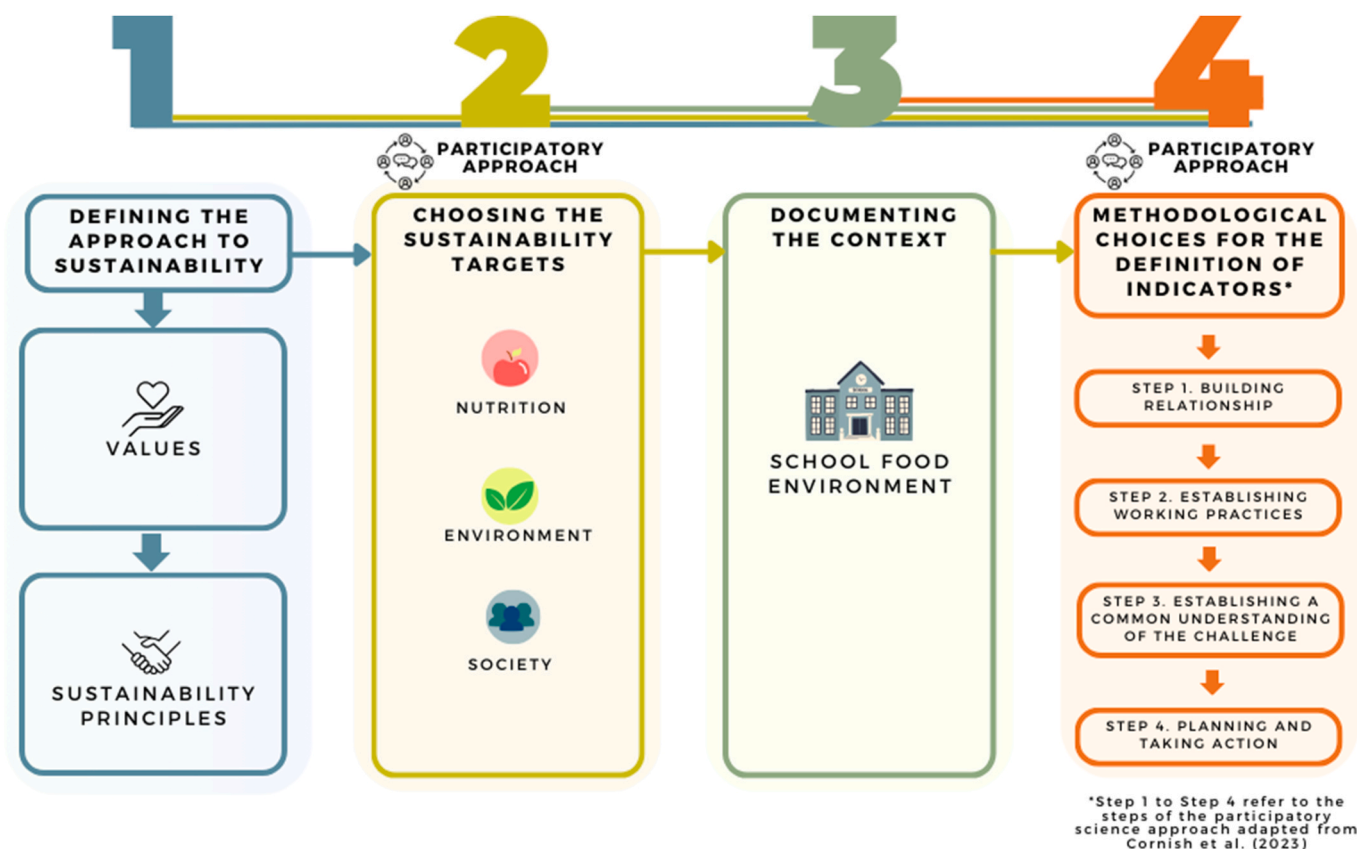 1
2
3
4
PARTICIPATORY
APPROACH
PARTICIPATORY
APPROACH
DEFINING THE
APPROACH TO
SUSTAINABILITY
VALUES
SUSTAINABILITY
PRINCIPLES
CHOOSING THE
SUSTAINABILITY
TARGETS
NUTRITION
ENVIRONMENT
SOCIETY
DOCUMENTING
THE CONTEXT
SCHOOL FOOD
ENVIRONMENT
METHODOLOGICAL
CHOICES FOR THE
DEFINITION OF
INDICATORS*
STEP 1. BUILDING
RELATIONSHIP
STEP 2. ESTABLISHING
WORKING PRACTICES
STEP 3. ESTABLISHING A
COMMON UNDERSTANDING
OF THE CHALLENGE
STEP 4. PLANNING AND
TAKING ACTION
*Step 1 to Step 4 refer to the
steps of the participatory
science approach adapted from
Cornish et al. (2023)